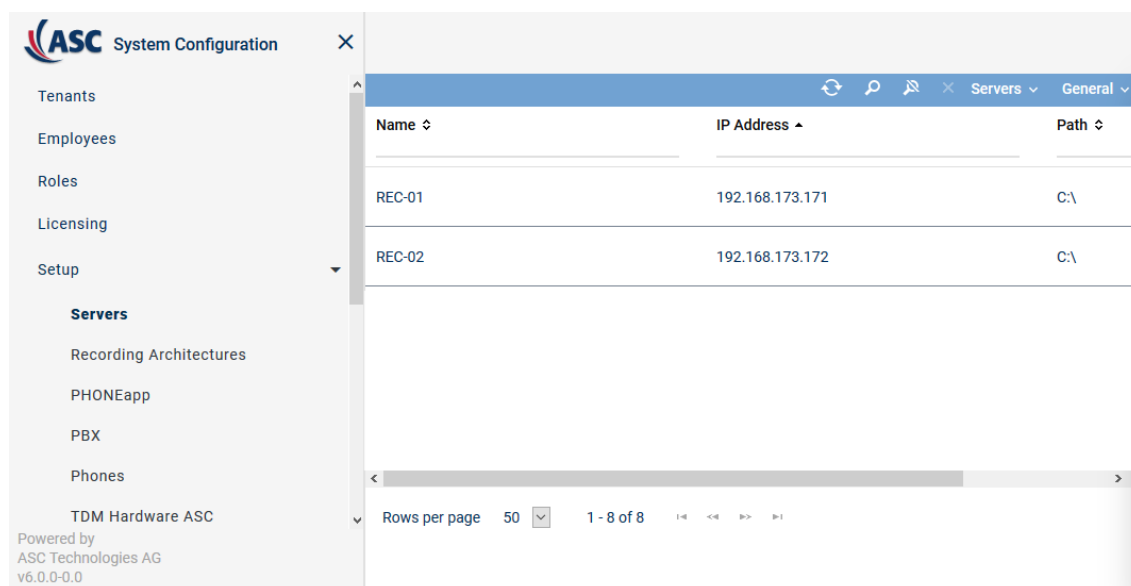 ASC System Configuration
Tenants
Employees
Roles
Licensing
Setup
Servers
Recording Architectures
PHONEapp
PBX
Phones
TDM Hardware ASC
Powered by
ASC Technologies AG
v6.0.0-0.0
Servers General
Name IP Address Path
REC-01 192.168.173.171 C:\
REC-02 192.168.173.172 C:\
Rows per page 50 1 - 8 of 8